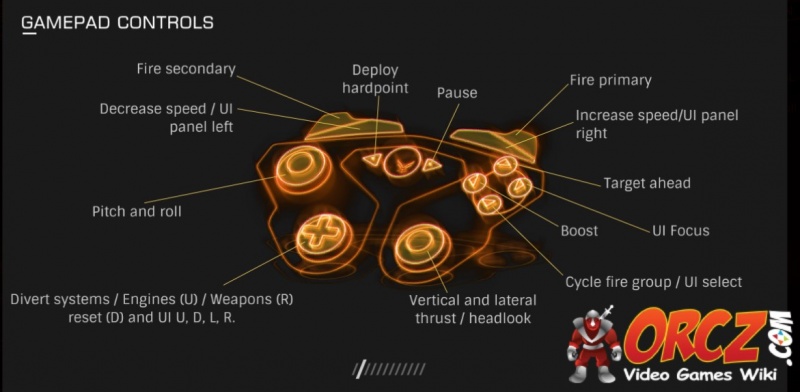 GAMEPAD CONTROLS
Fire secondary
Deploy
hardpoint
Pause
Fire primary
Decrease speed / UI
panel left
Increase speed/UI panel
right
Target ahead
Pitch and roll
Boost
UI Focus
Cycle fire group / UI select
Divert systems / Engines (U) / Weapons (R)
reset (D) and UI U, D, L, R.
Vertical and lateral
thrust / headlook
ORCZ.COM
Video Games Wiki